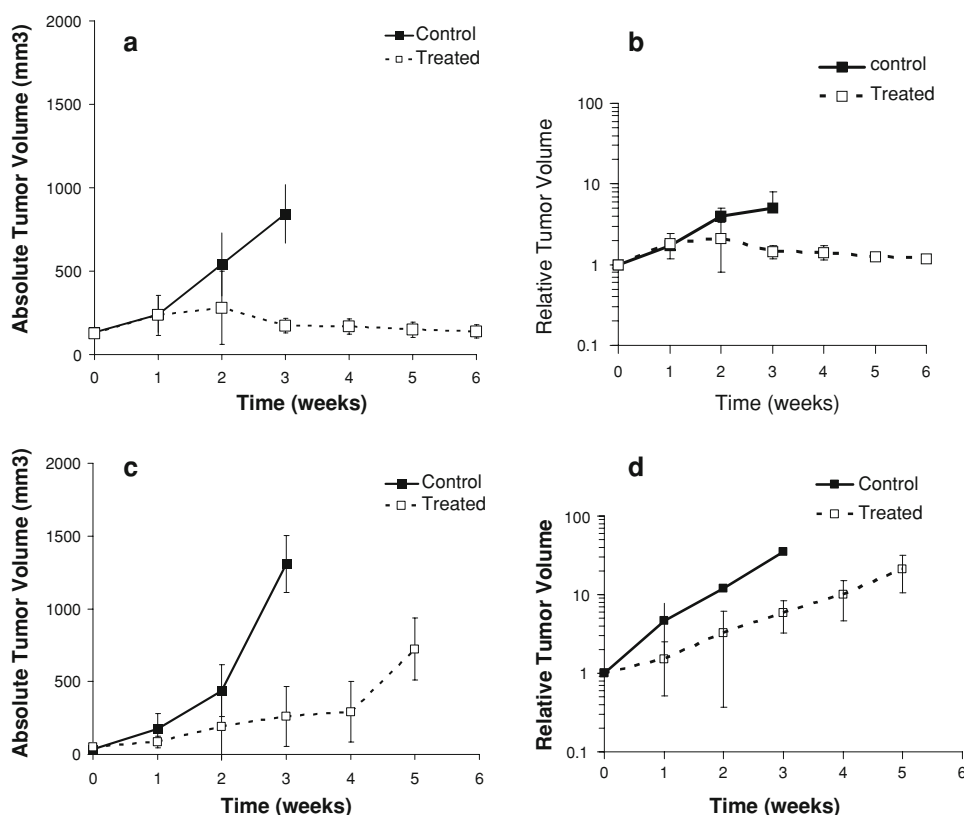 a
Control
Treated
Absolute Tumor Volume (mm3)
2000
1500
1000
500
0
0 1 2 3 4 5 6
Time (weeks)
b
control
Treated
Relative Tumor Volume
100
10
1
0.1
0 1 2 3 4 5 6
Time (weeks)
c
Control
Treated
Absolute Tumor Volume (mm3)
2000
1500
1000
500
0
0 1 2 3 4 5 6
Time (weeks)
d
Control
Treated
Relative Tumor Volume
100
10
1
0.1
0 1 2 3 4 5 6
Time (weeks)